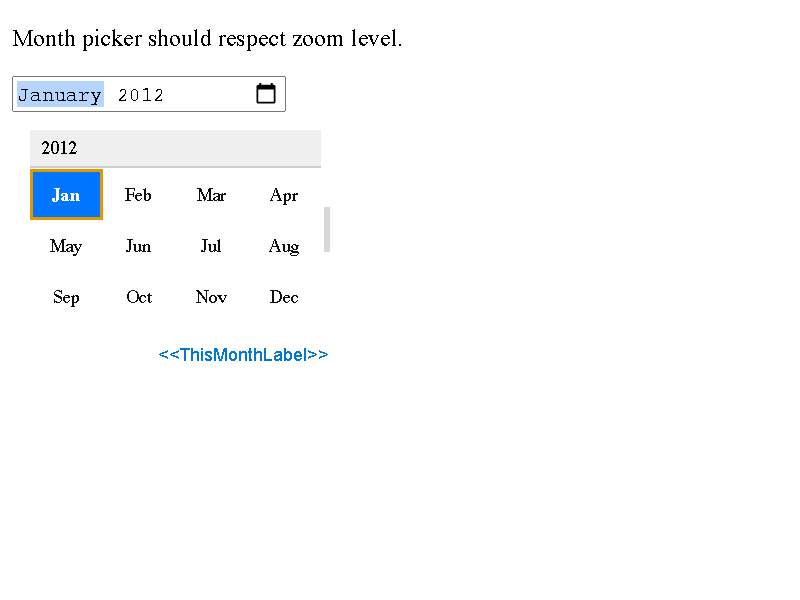 Month picker should respect zoom level.
January 2012
2012
Jan Feb Mar Apr
May Jun Jul Aug
Sep Oct Nov Dec
<<ThisMonthLabel>>